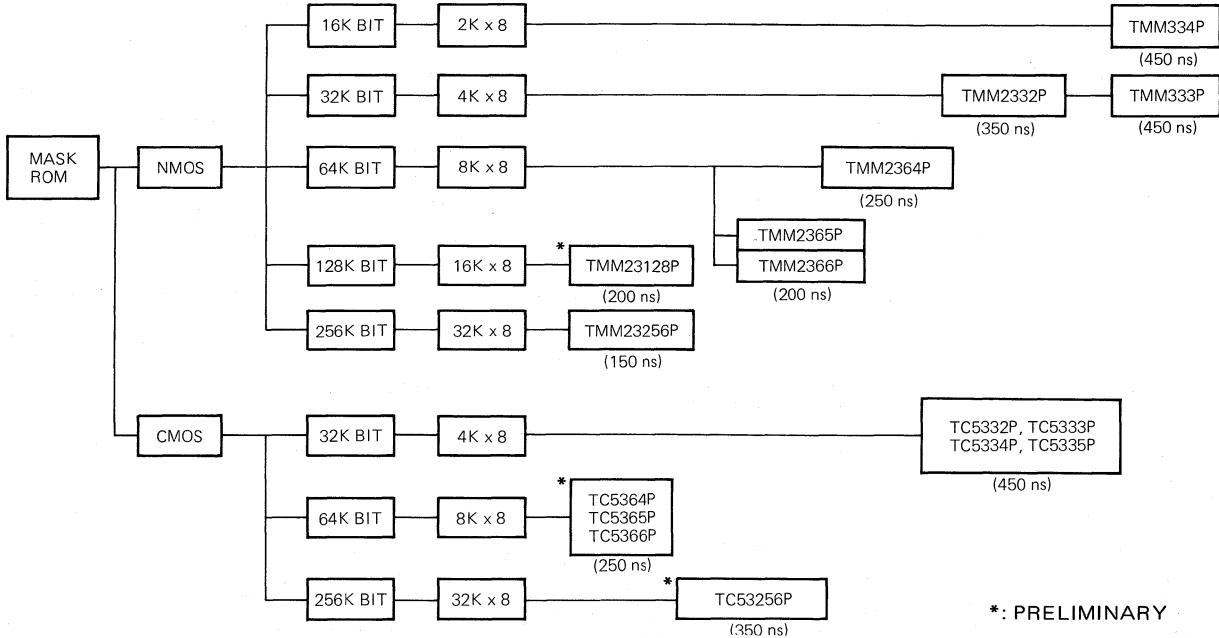 16K BIT
2K x 8
TMM334P
(450 ns)
32K BIT
4K x 8
TMM2332P
(350 ns)
TMM333P
(450 ns)
MASK
ROM
NMOS
64K BIT
8K x 8
TMM2364P
(250 ns)
TMM2365P
TMM2366P
(200 ns)
128K BIT
16K x 8
*
TMM23128P
(200 ns)
256K BIT
32K x 8
TMM23256P
(150 ns)
CMOS
32K BIT
4K x 8
TC5332P, TC5333P
TC5334P, TC5335P
(450 ns)
64K BIT
8K x 8
*
TC5364P
TC5365P
TC5366P
(250 ns)
256K BIT
32K x 8
*
TC53256P
(350 ns)
*: PRELIMINARY